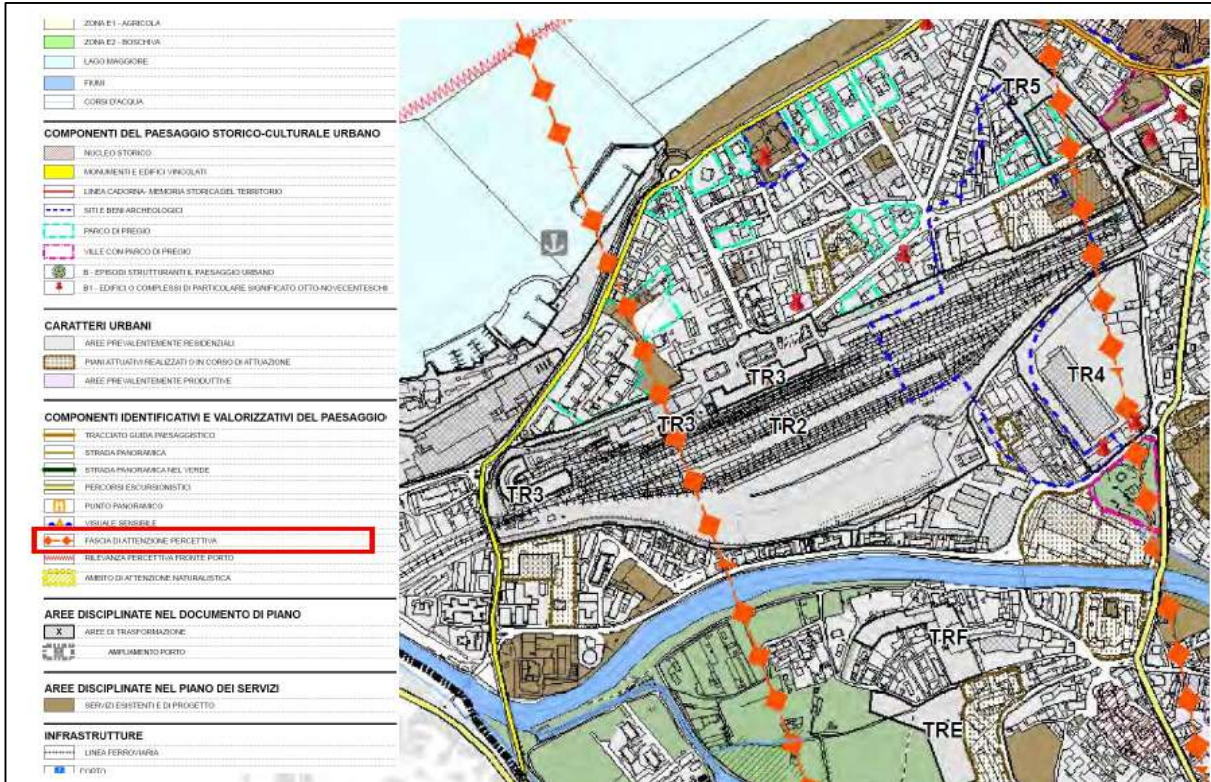 ZONA E1 - AGRICOLA
ZONA E2 - BOSCHIVA
LAGO MAGGIORE
FIUMI
CORSI D'ACQUA
COMPONENTI DEL PAESAGGIO STORICO-CULTURALE URBANO
NUCLEO STORICO
MONUMENTI E EDIFICI VINCOLATI
LINEA CADORNA- MEMORIA STORICA DEL TERRITORIO
SITI E BENI ARCHEOLOGICI
PARCO DI PREGIO
VILLE CON PARCO DI PREGIO
B - EPISODI STRUTTURANTI IL PAESAGGIO URBANO
B1 - EDIFICI O COMPLESSI DI PARTICOLARE SIGNIFICATO OTTO-NOVECENTESCHI
CARATTERI URBANI
AREE PREVALENTEMENTE RESIDENZIALI
PIANI ATTUATIVI REALIZZATI O IN CORSO DI ATTUAZIONE
AREE PREVALENTEMENTE PRODUTTIVE
COMPONENTI IDENTIFICATIVI E VALORIZZATIVI DEL PAESAGGIO
TRACCIATO GUIDA PAESAGGISTICO
STRADA PANORAMICA
STRADA PANORAMICA NEL VERDE
PERCORSI ESCURSIONISTICI
PUNTO PANORAMICO
VISUALE SENSIBILE
FASCIA DI ATTENZIONE PERCETTIVA
RILEVANZA PERCETTIVA FRONTE PORTO
AMBITO DI ATTENZIONE NATURALISTICA
AREE DISCIPLINATE NEL DOCUMENTO DI PIANO
X AREE DI TRASFORMAZIONE
AMPLIAMENTO PORTO
AREE DISCIPLINATE NEL PIANO DEI SERVIZI
SERVIZI ESISTENTI E DI PROGETTO
INFRASTRUTTURE
LINEA FERROVIARIA
PORTO
TR5
TR3
TR4
TR3
TR2
TR3
TRF
TRE